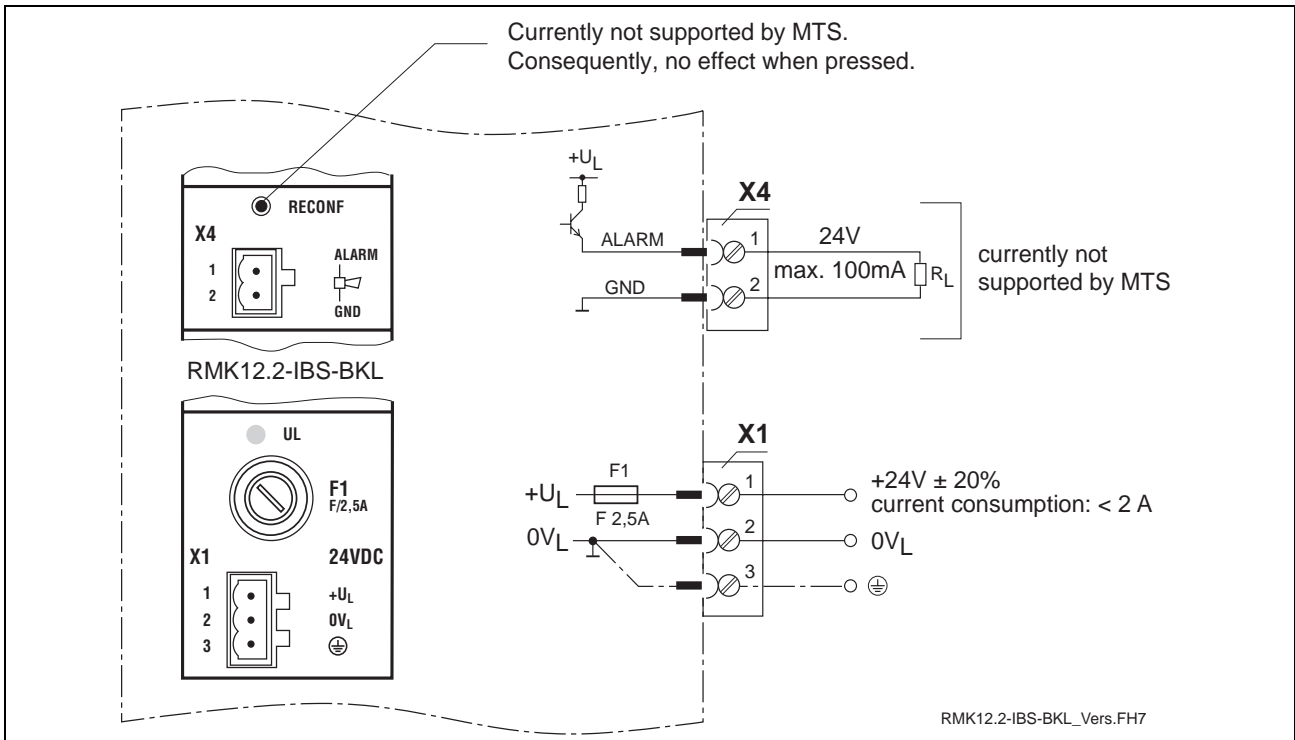 Currently not supported by MTS.
Consequently, no effect when pressed.
RECONF
X4
1
2
ALARM
GND
RMK12.2-IBS-BKL
UL
F1
F/2,5A
X1
24VDC
1
+UL
2
0VL
3
+UL
X4
ALARM
1
24V
max. 100mA
RL
GND
2
currently not
supported by MTS
X1
F1
+UL
1
+24V ± 20%
current consumption: < 2 A
F 2,5A
0VL
2
0VL
3
RMK12.2-IBS-BKL_Vers.FH7